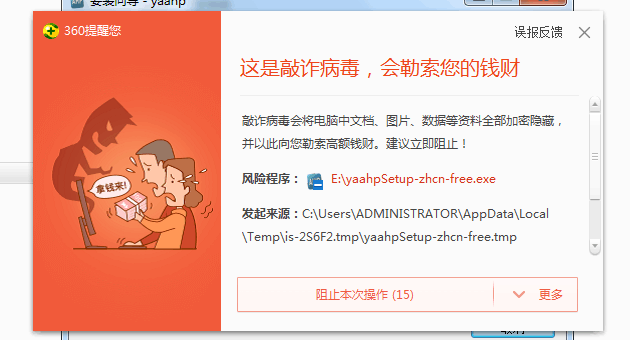 安装向导 - yaahp
360提醒您
误报反馈
这是敲诈病毒，会勒索您的钱财
敲诈病毒会将电脑中文档、图片、数据等资料全部加密隐藏，
并以此向您勒索高额钱财。建议立即阻止！
拿钱来!
风险程序： E:\yaahpSetup-zhcn-free.exe
发起来源：C:\Users\ADMINISTRATOR\AppData\Local
\Temp\is-2S6F2.tmp\yaahpSetup-zhcn-free.tmp
阻止本次操作 (15)
更多
取消